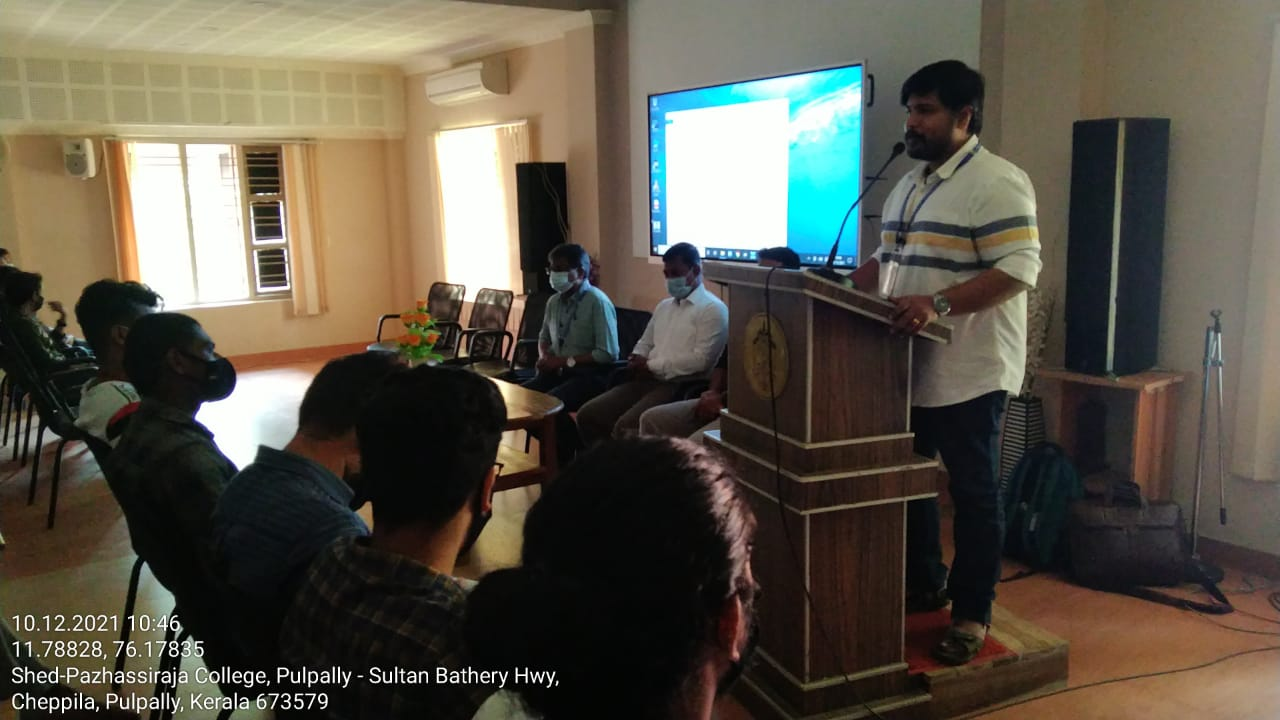 10.12.2021 10:46
11.78828, 76.17835
Shed-Pazhassiraja College, Pulpally - Sultan Bathery Hwy,
Cheppila, Pulpally, Kerala 673579